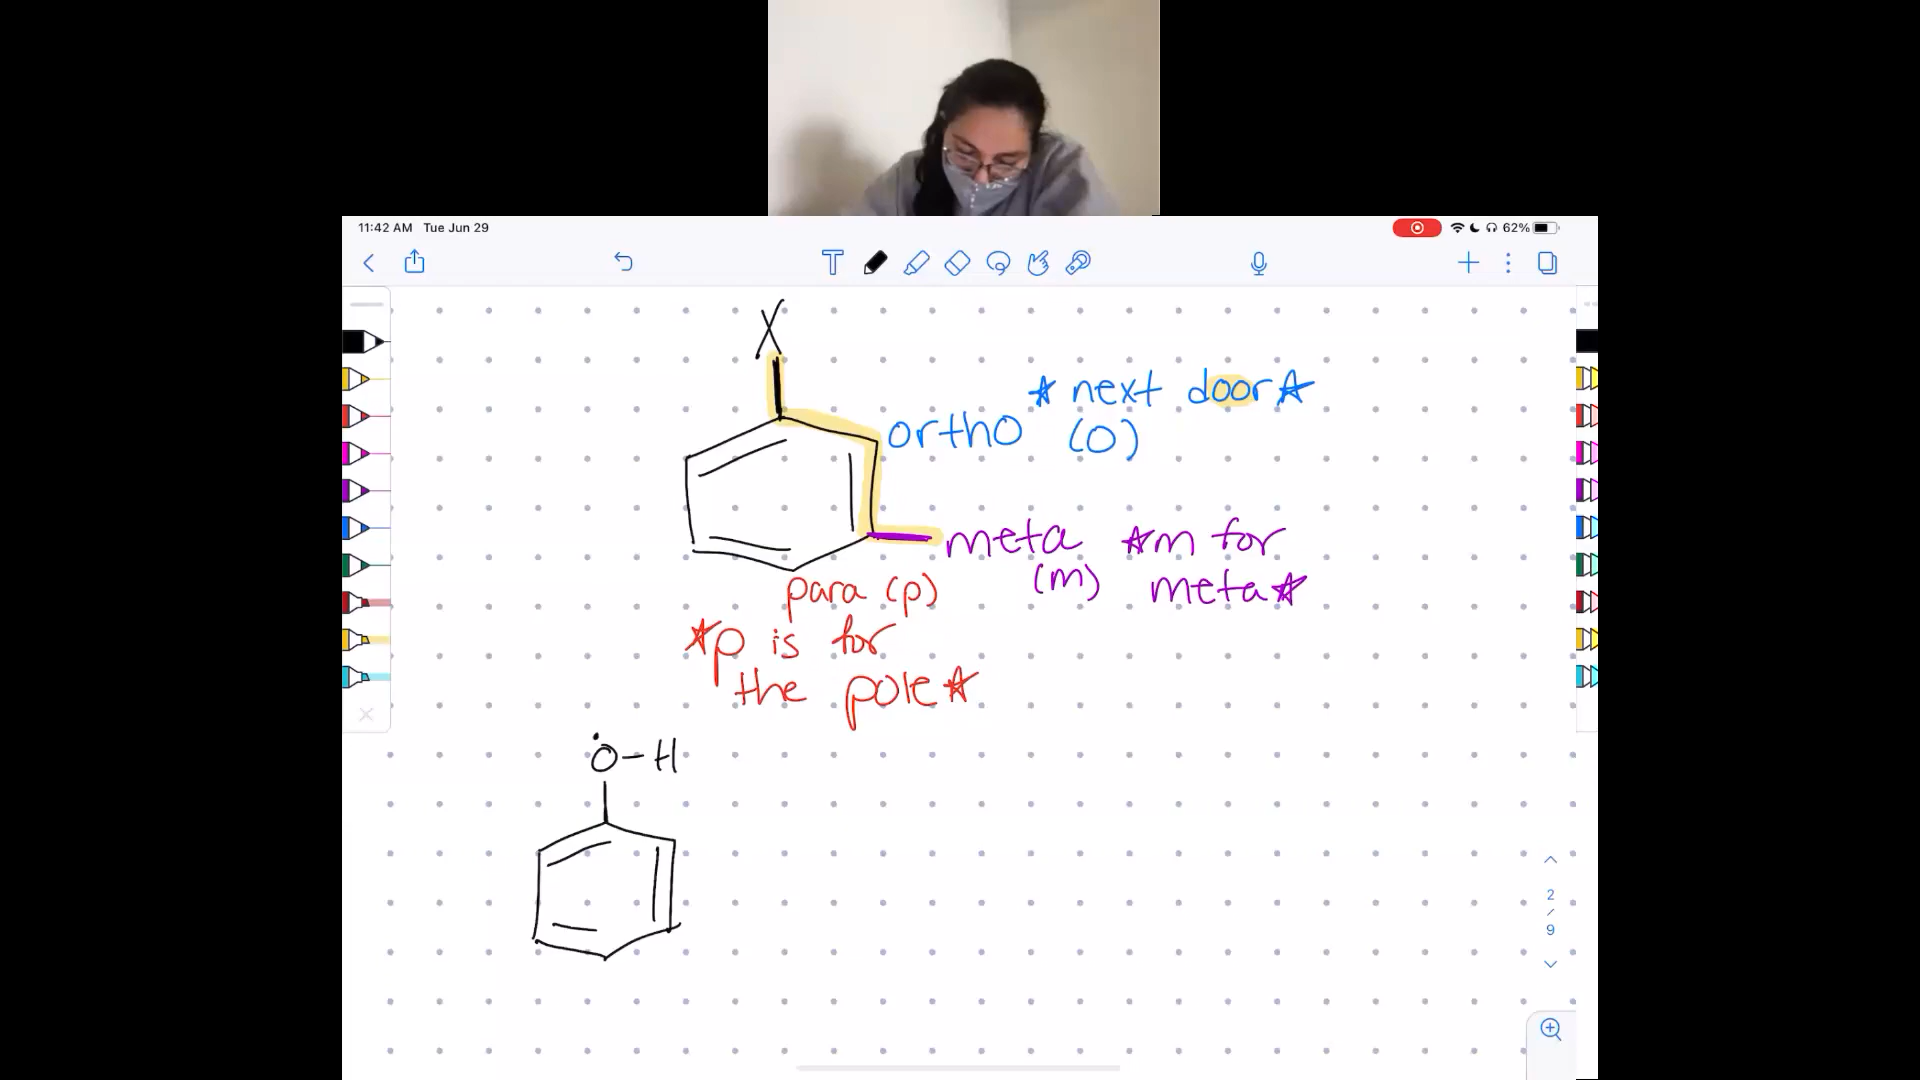 11:42 AM Tue Jun 29
62%
X
* next door*
ortho (o)
meta *m for
(m) meta*
para (p)
*p is for
the pole*
O-H
2
/
9